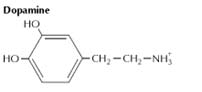 Dopamine
HO
HO
CH₂—CH₂—NH₃⁺